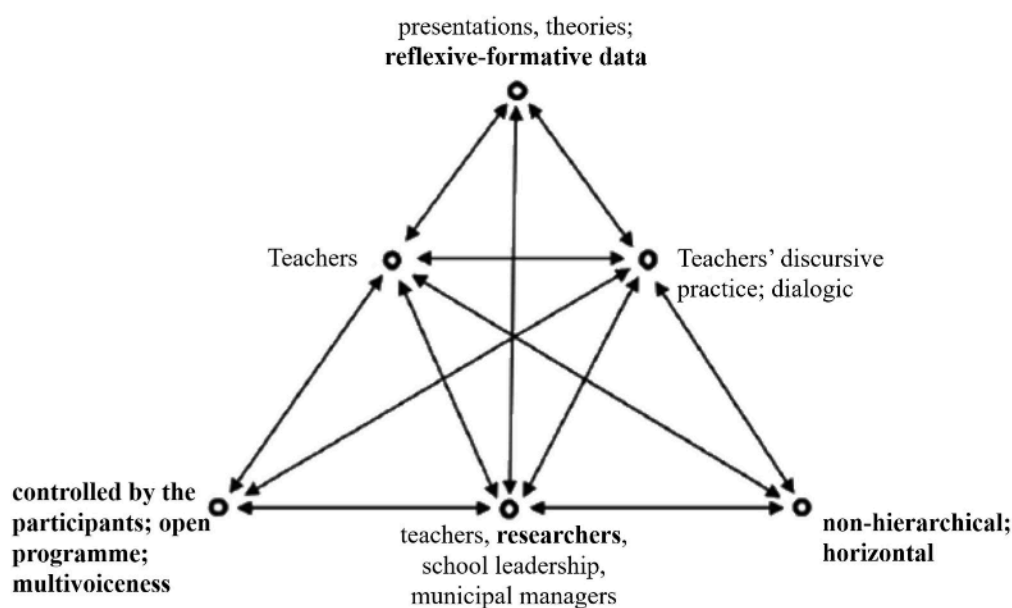 presentations, theories;
reflexive-formative data
Teachers
Teachers’ discursive
practice; dialogic
controlled by the
participants; open
programme;
multivoiceness
teachers, researchers,
school leadership,
municipal managers
non-hierarchical;
horizontal